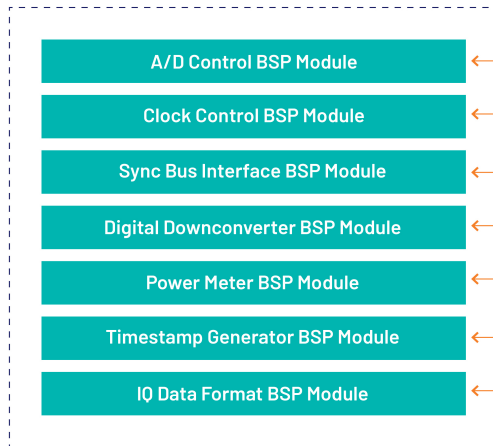 A/D Control BSP Module
Clock Control BSP Module
Sync Bus Interface BSP Module
Digital Downconverter BSP Module
Power Meter BSP Module
Timestamp Generator BSP Module
IQ Data Format BSP Module